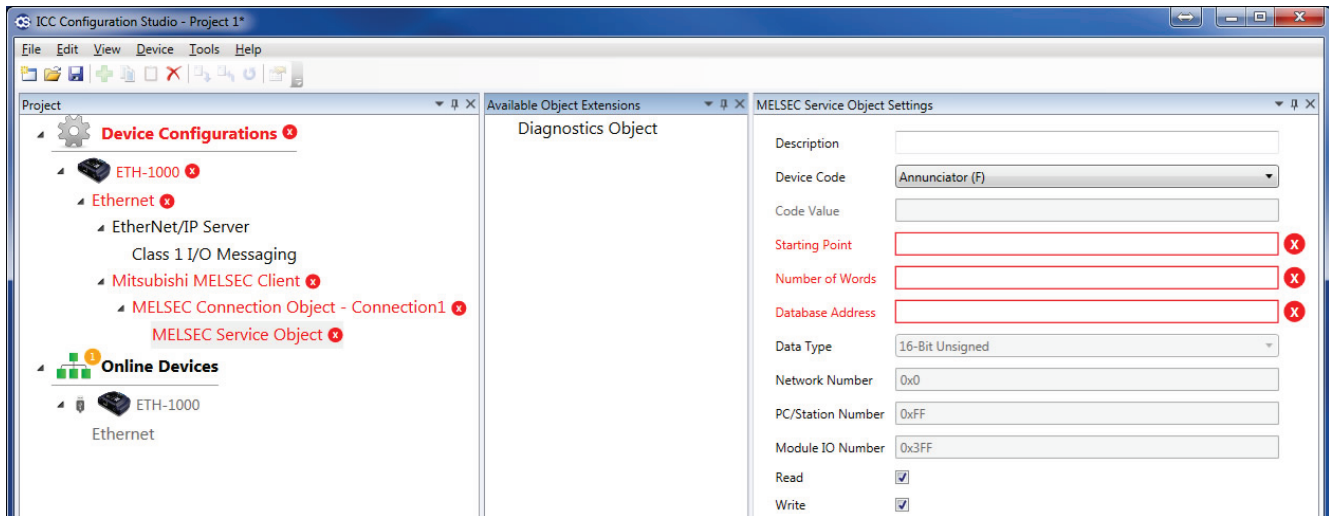 ICC Configuration Studio - Project 1*
File Edit View Device Tools Help
Project
Device Configurations
ETH-1000
Ethernet
EtherNet/IP Server
Class 1 I/O Messaging
Mitsubishi MELSEC Client
MELSEC Connection Object - Connection1
MELSEC Service Object
1
Online Devices
ETH-1000
Ethernet
Available Object Extensions
Diagnostics Object
MELSEC Service Object Settings
Description
Device Code Annunciator (F)
Code Value
Starting Point
Number of Words
Database Address
Data Type 16-Bit Unsigned
Network Number 0x0
PC/Station Number 0xFF
Module IO Number 0x3FF
Read
Write